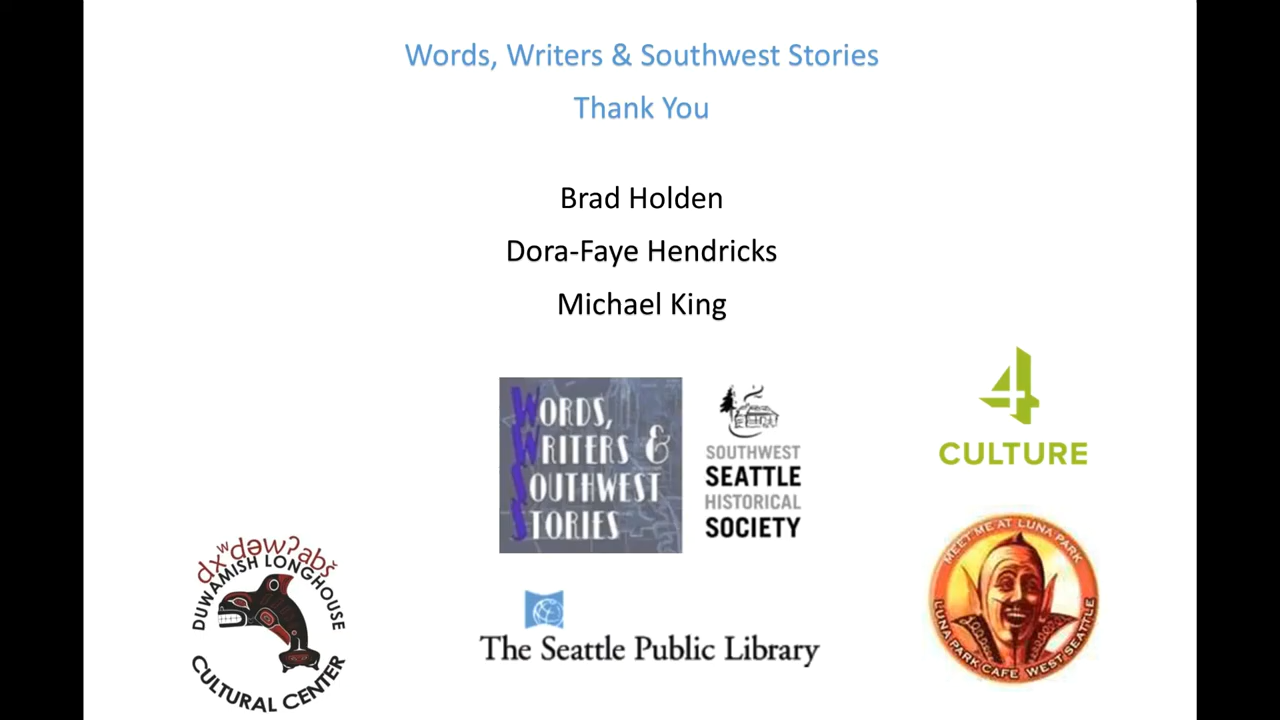 Words, Writers & Southwest Stories
Thank You
Brad Holden
Dora-Faye Hendricks
Michael King
WORDS,
WRITERS &
SOUTHWEST
STORIES
SOUTHWEST
SEATTLE
HISTORICAL
SOCIETY
4
CULTURE
dxʷdəwʔabš
DUWAMISH LONGHOUSE
CULTURAL CENTER
The Seattle Public Library
MEET ME AT LUNA PARK
LUNA PARK CAFE WEST SEATTLE